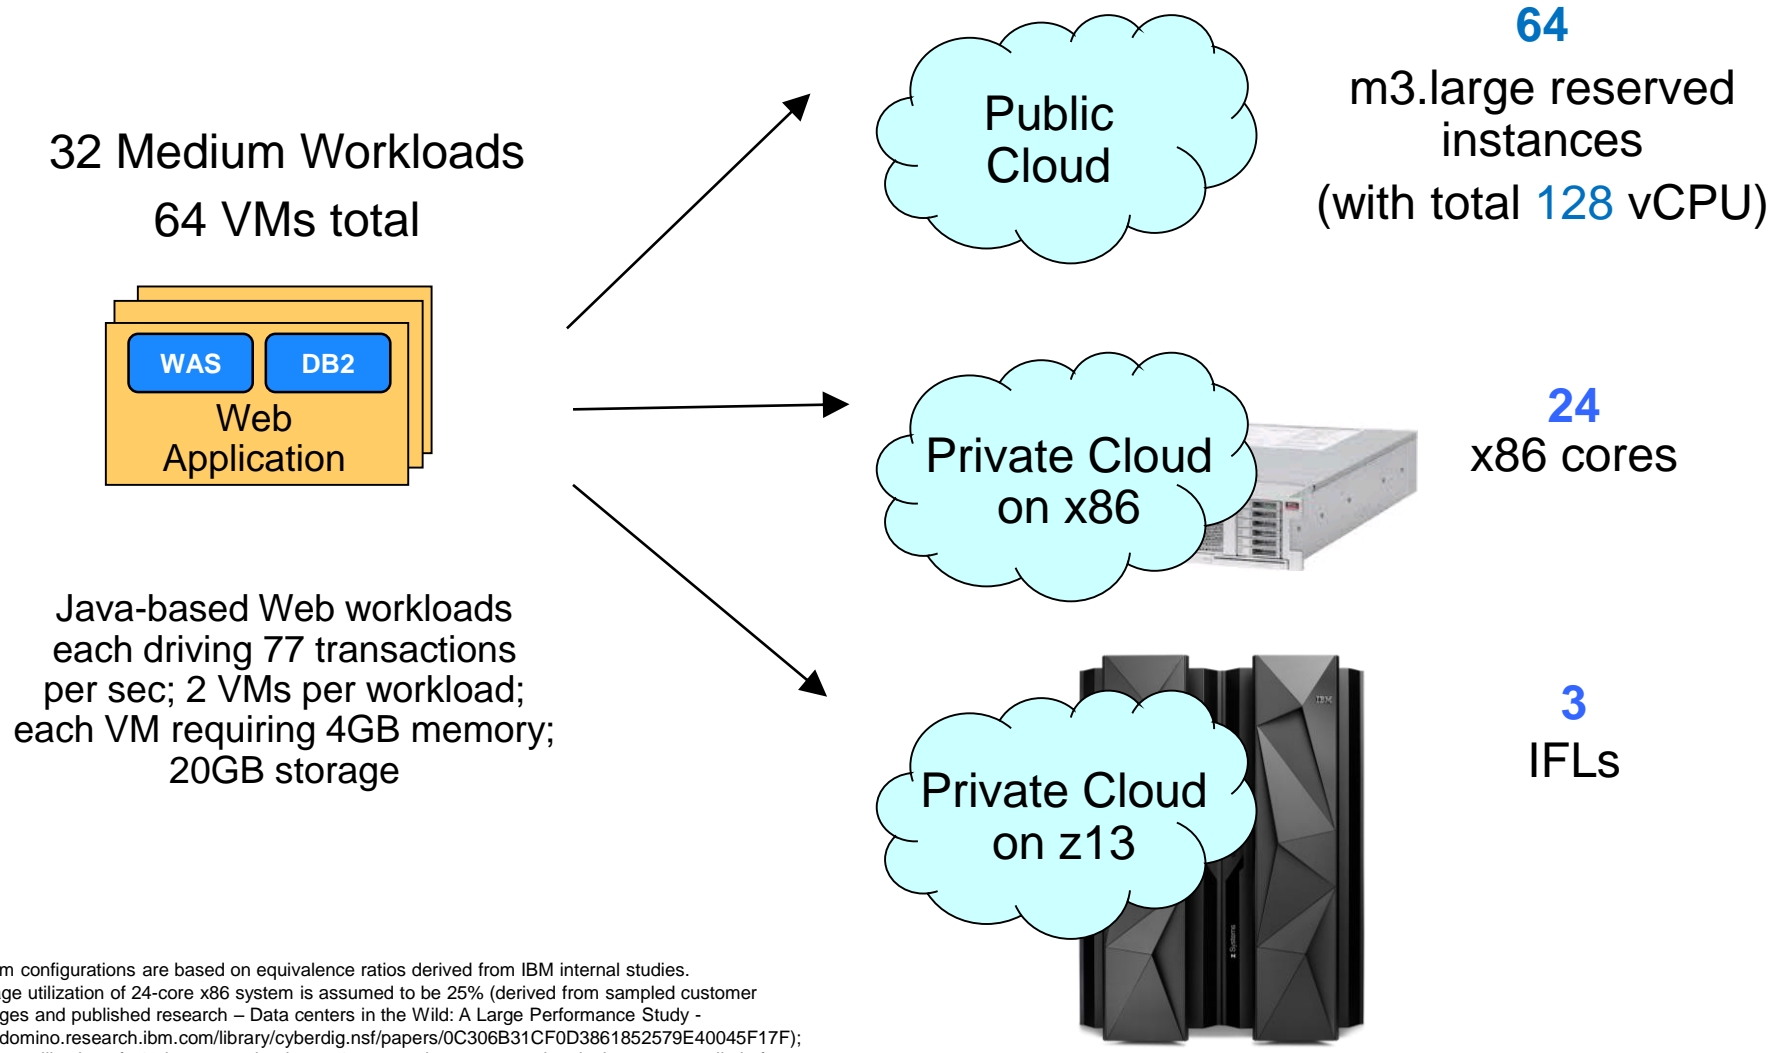 32 Medium Workloads
64 VMs total
WAS
DB2
Web
Application
Java-based Web workloads
each driving 77 transactions
per sec; 2 VMs per workload;
each VM requiring 4GB memory;
20GB storage
Public
Cloud
64
m3.large reserved
instances
(with total 128 vCPU)
Private Cloud
on x86
24
x86 cores
Private Cloud
on z13
IBM
z Systems
3
IFLs
m configurations are based on equivalence ratios derived from IBM internal studies.
ge utilization of 24-core x86 system is assumed to be 25% (derived from sampled customer
ges and published research – Data centers in the Wild: A Large Performance Study -
domino.research.ibm.com/library/cyberdig.nsf/papers/0C306B31CF0D3861852579E40045F17F);